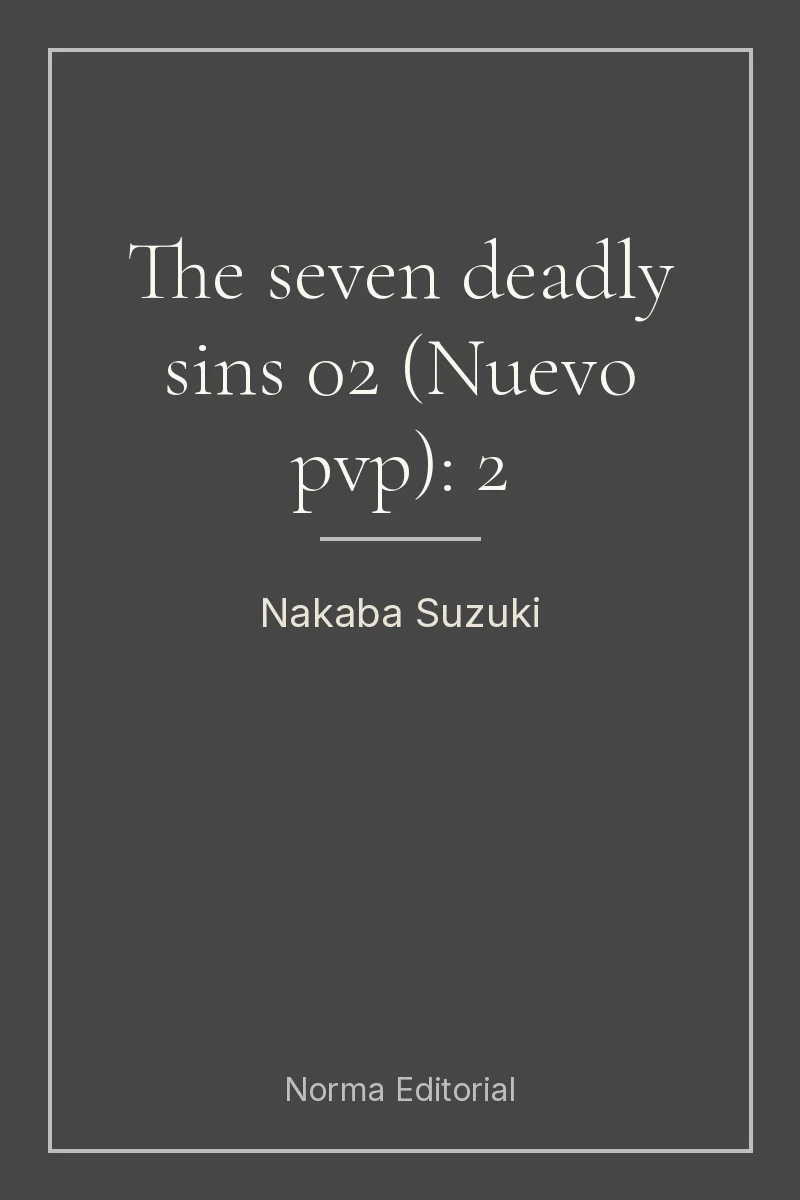 The seven deadly
sins 02 (Nuevo
pvp): 2
Nakaba Suzuki
Norma Editorial